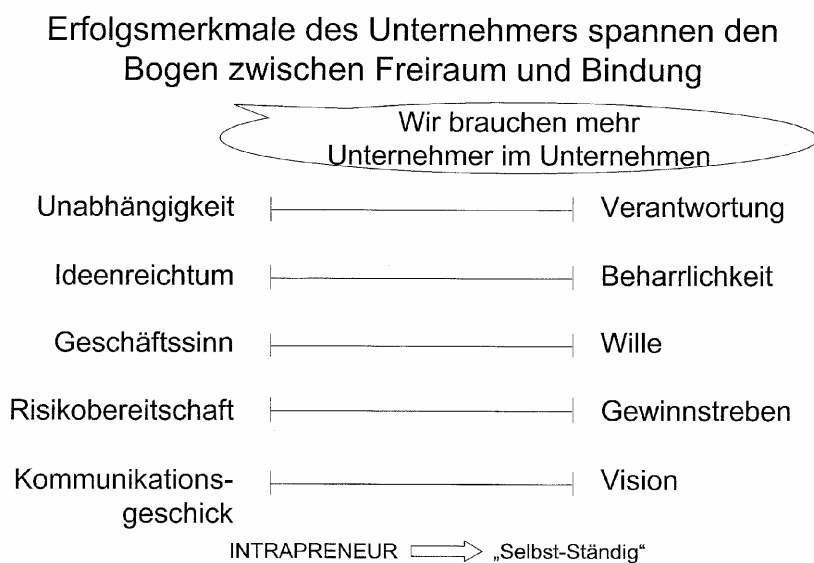 Erfolgsmerkmale des Unternehmers spannen den
Bogen zwischen Freiraum und Bindung
Wir brauchen mehr
Unternehmer im Unternehmen
Unabhängigkeit Verantwortung
Ideenreichtum Beharrlichkeit
Geschäftssinn Wille
Risikobereitschaft Gewinnstreben
Kommunikations- Vision
geschick
INTRAPRENEUR „Selbst-Ständig“